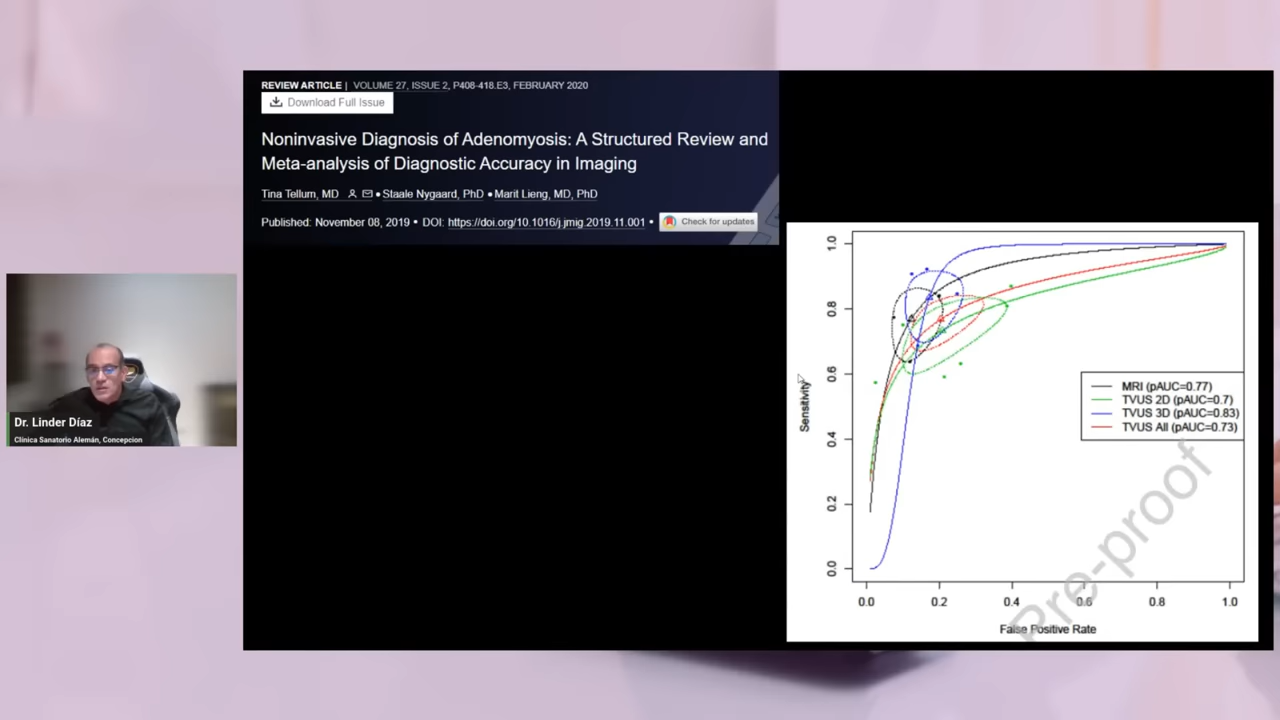 REVIEW ARTICLE | VOLUME 27, ISSUE 2, P408-418.E3, FEBRUARY 2020
Download Full Issue
Noninvasive Diagnosis of Adenomyosis: A Structured Review and
Meta-analysis of Diagnostic Accuracy in Imaging
Tina Tellum, MD • Staale Nygaard, PhD • Marit Lieng, MD, PhD
Published: November 08, 2019 • DOI: https://doi.org/10.1016/j.jmig.2019.11.001 • Check for updates
Dr. Linder Díaz
Clínica Sanatorio Alemán, Concepcion
1.0
0.8
0.6
0.4
0.2
0.0
Sensitivity
MRI (pAUC=0.77)
TVUS 2D (pAUC=0.7)
TVUS 3D (pAUC=0.83)
TVUS All (pAUC=0.73)
0.0 0.2 0.4 0.6 0.8 1.0
False Positive Rate
Pre-proof